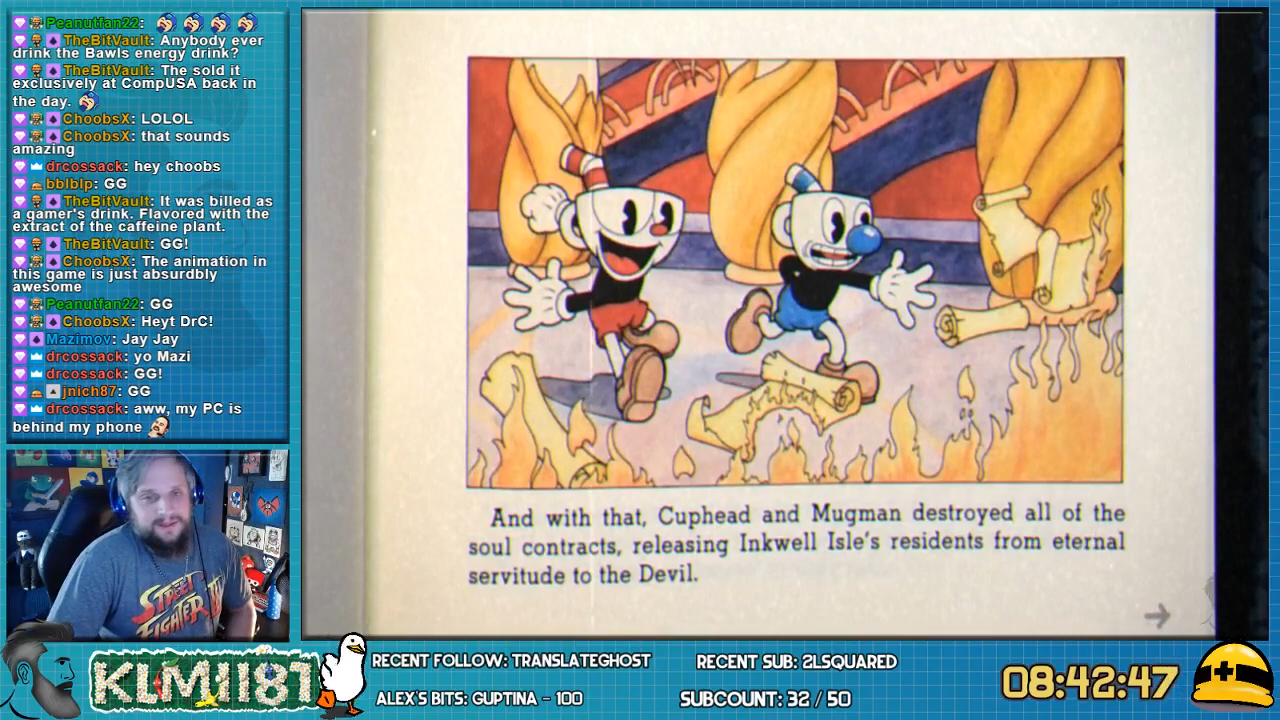 Peanutfan22:
TheBitVault: Anybody ever
drink the Bawls energy drink?
TheBitVault: The sold it
exclusively at CompUSA back in
the day.
ChoobsX: LOLOL
ChoobsX: that sounds
amazing
drcossack: hey choobs
bblblp: GG
TheBitVault: It was billed as
a gamer's drink. Flavored with the
extract of the caffeine plant.
TheBitVault: GG!
ChoobsX: The animation in
this game is just absurdbly
awesome
Peanutfan22: GG
ChoobsX: Heyt DrC!
Mazimov: Jay Jay
drcossack: yo Mazi
drcossack: GG!
jnich87: GG
drcossack: aww, my PC is
behind my phone
And with that, Cuphead and Mugman destroyed all of the
soul contracts, releasing Inkwell Isle's residents from eternal
servitude to the Devil.
STREET
FIGHTER
KLM1187
RECENT FOLLOW: TRANSLATEGHOST
RECENT SUB: 2LSQUARED
ALEX'S BITS: GUPTINA - 100
SUBCOUNT: 32 / 50
08:42:47